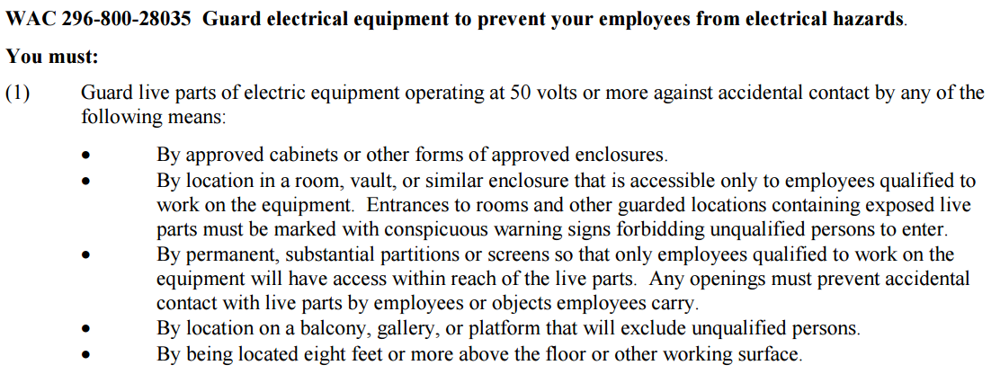 WAC 296-800-28035  Guard electrical equipment to prevent your employees from electrical hazards.
You must:
(1) Guard live parts of electric equipment operating at 50 volts or more against accidental contact by any of the
following means:
• By approved cabinets or other forms of approved enclosures.
• By location in a room, vault, or similar enclosure that is accessible only to employees qualified to
work on the equipment.  Entrances to rooms and other guarded locations containing exposed live
parts must be marked with conspicuous warning signs forbidding unqualified persons to enter.
• By permanent, substantial partitions or screens so that only employees qualified to work on the
equipment will have access within reach of the live parts.  Any openings must prevent accidental
contact with live parts by employees or objects employees carry.
• By location on a balcony, gallery, or platform that will exclude unqualified persons.
• By being located eight feet or more above the floor or other working surface.